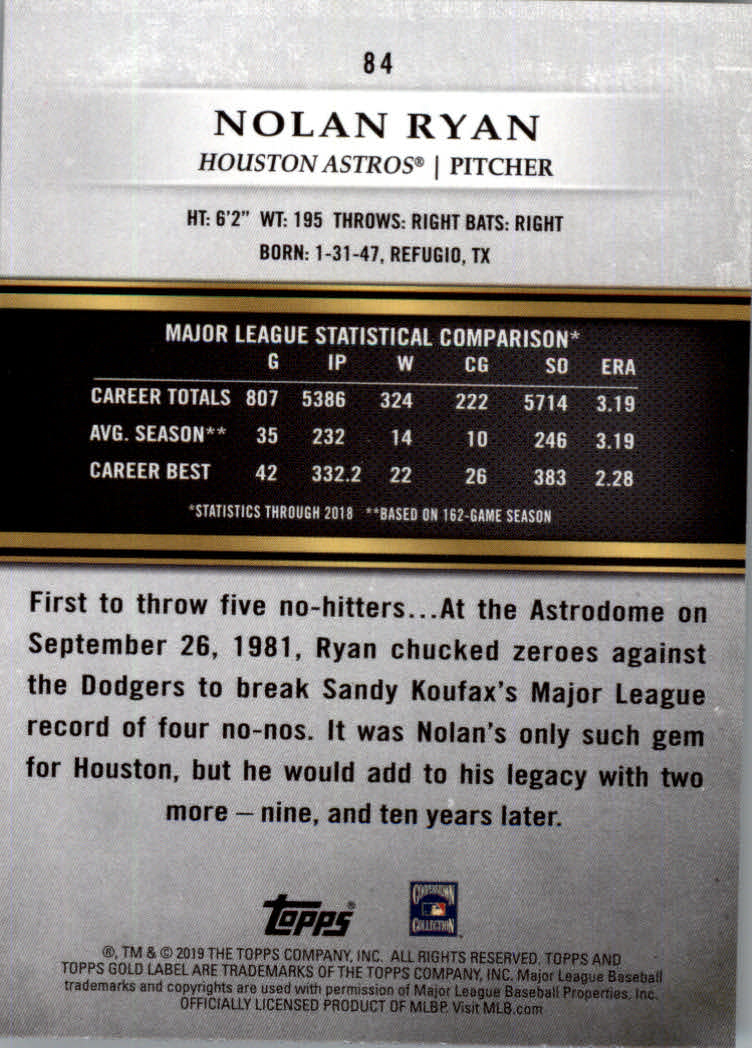 84
NOLAN RYAN
HOUSTON ASTROS® | PITCHER
HT: 6'2" WT: 195 THROWS: RIGHT BATS: RIGHT
BORN: 1-31-47, REFUGIO, TX
MAJOR LEAGUE STATISTICAL COMPARISON*
G IP W CG SO ERA
CAREER TOTALS 807 5386 324 222 5714 3.19
AVG. SEASON** 35 232 14 10 246 3.19
CAREER BEST 42 332.2 22 26 383 2.28
*STATISTICS THROUGH 2018 **BASED ON 162-GAME SEASON
First to throw five no-hitters...At the Astrodome on
September 26, 1981, Ryan chucked zeroes against
the Dodgers to break Sandy Koufax's Major League
record of four no-nos. It was Nolan's only such gem
for Houston, but he would add to his legacy with two
more – nine, and ten years later.
Topps®
COOPERSTOWN
COLLECTION
®, TM & © 2019 THE TOPPS COMPANY, INC. ALL RIGHTS RESERVED. TOPPS AND
TOPPS GOLD LABEL ARE TRADEMARKS OF THE TOPPS COMPANY, INC. Major League Baseball
trademarks and copyrights are used with permission of Major League Baseball Properties, Inc.
OFFICIALLY LICENSED PRODUCT OF MLBP. Visit MLB.com